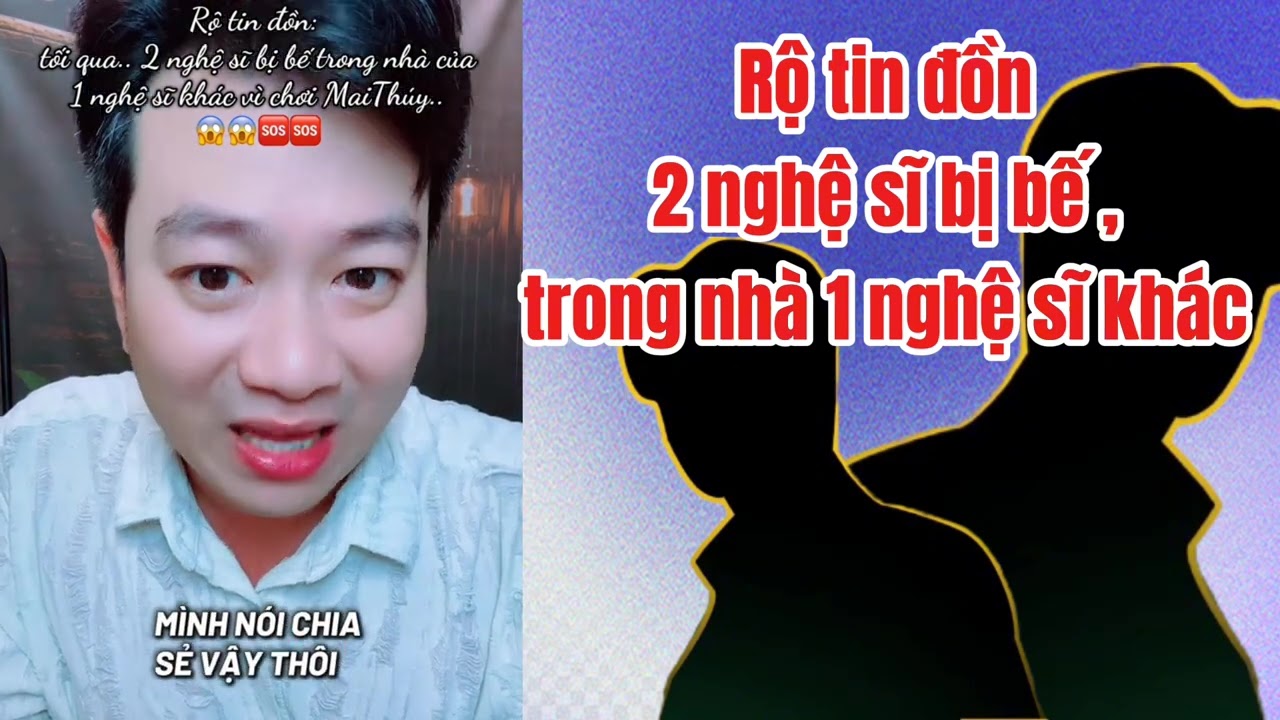 Rộ tin đồn:
tối qua.. 2 nghệ sĩ bị bế trong nhà của
1 nghệ sĩ khác vì chơi MaiThúy..
😱😱🆘🆘
MÌNH NÓI CHIA
SẺ VẬY THÔI
Rộ tin đồn
2 nghệ sĩ bị bế ,
trong nhà 1 nghệ sĩ khác